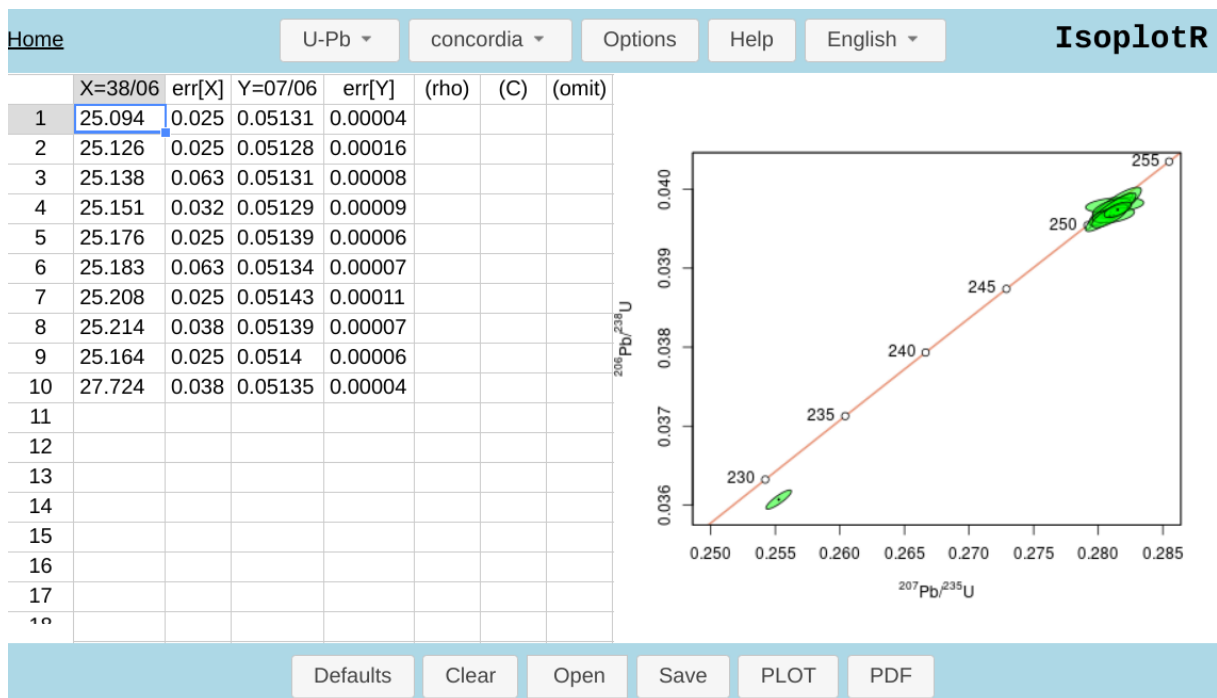 Home U-Pb concordia Options Help English IsoplotR
X=38/06 err[X] Y=07/06 err[Y] (rho) (C) (omit)
1 25.094 0.025 0.05131 0.00004
2 25.126 0.025 0.05128 0.00016
3 25.138 0.063 0.05131 0.00008
4 25.151 0.032 0.05129 0.00009
5 25.176 0.025 0.05139 0.00006
6 25.183 0.063 0.05134 0.00007
7 25.208 0.025 0.05143 0.00011
8 25.214 0.038 0.05139 0.00007
9 25.164 0.025 0.0514 0.00006
10 27.724 0.038 0.05135 0.00004
11
12
13
14
15
16
17
18
206Pb/238U
0.040
0.039
0.038
0.037
0.036
255
250
245
240
235
230
0.250 0.255 0.260 0.265 0.270 0.275 0.280 0.285
207Pb/235U
Defaults Clear Open Save PLOT PDF